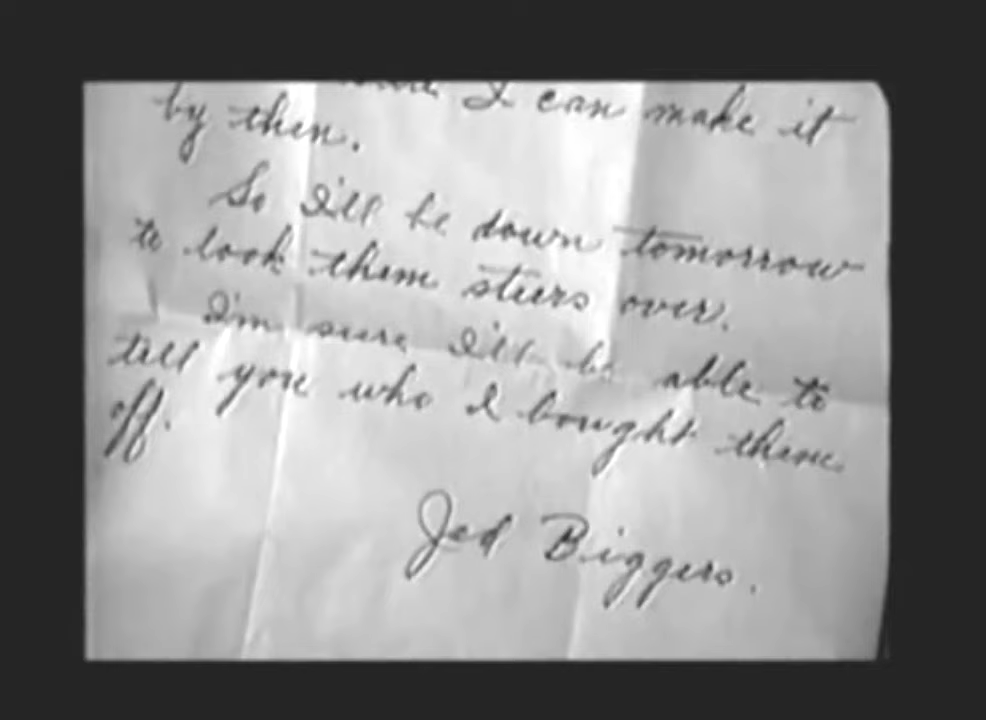 I can make it
by then.
So I'll be down tomorrow
to look them steers over.
I'm sure I'll be able to
tell you who I bought them
off.
Jed Biggers.